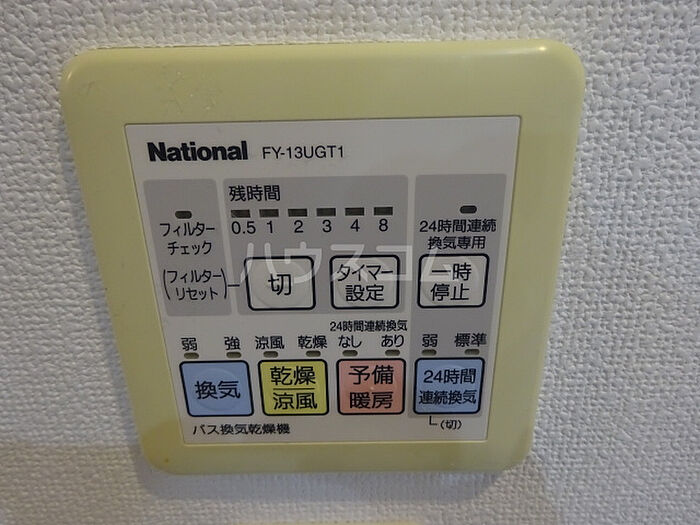 National FY-13UGT1
残時間
0.5 1 2 3 4 8
フィルター
チェック
(フィルター
リセット)
24時間連続
換気専用
切
タイマー
設定
一時
停止
ハウスコム
24時間連続換気
弱 強 涼風 乾燥 なし あり 弱 標準
換気
乾燥
涼風
予備
暖房
24時間
連続換気
(切)
バス換気乾燥機